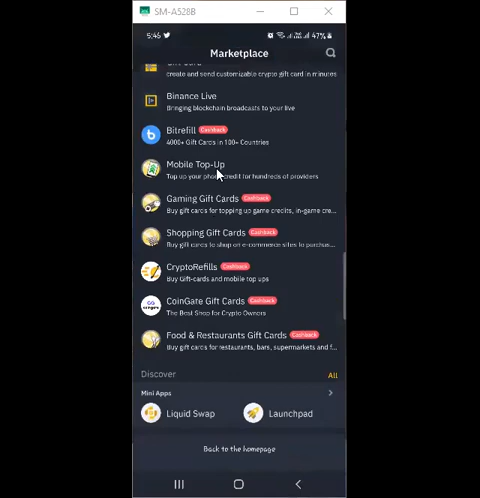 SM-A528B
5:45
47%
Marketplace
create and send customizable crypto gift card in minutes
Binance Live
Bringing blockchain broadcasts to your live
Bitrefill Cashback
4000+ Gift Cards in 100+ Countries
Mobile Top-Up
Top up your phone credit for hundreds of providers
Gaming Gift Cards Cashback
Buy gift cards for topping up game credits, in-game cre...
Shopping Gift Cards Cashback
Buy gift cards to shop on e-commerce sites to purchas...
CryptoRefills Cashback
Buy Gift-cards and mobile top ups
CoinGate Gift Cards Cashback
The Best Shop for Crypto Owners
Food & Restaurants Gift Cards Cashback
Buy gift cards for restaurants, bars, supermarkets and f...
Discover All
Mini Apps
Liquid Swap Launchpad
Back to the homepage